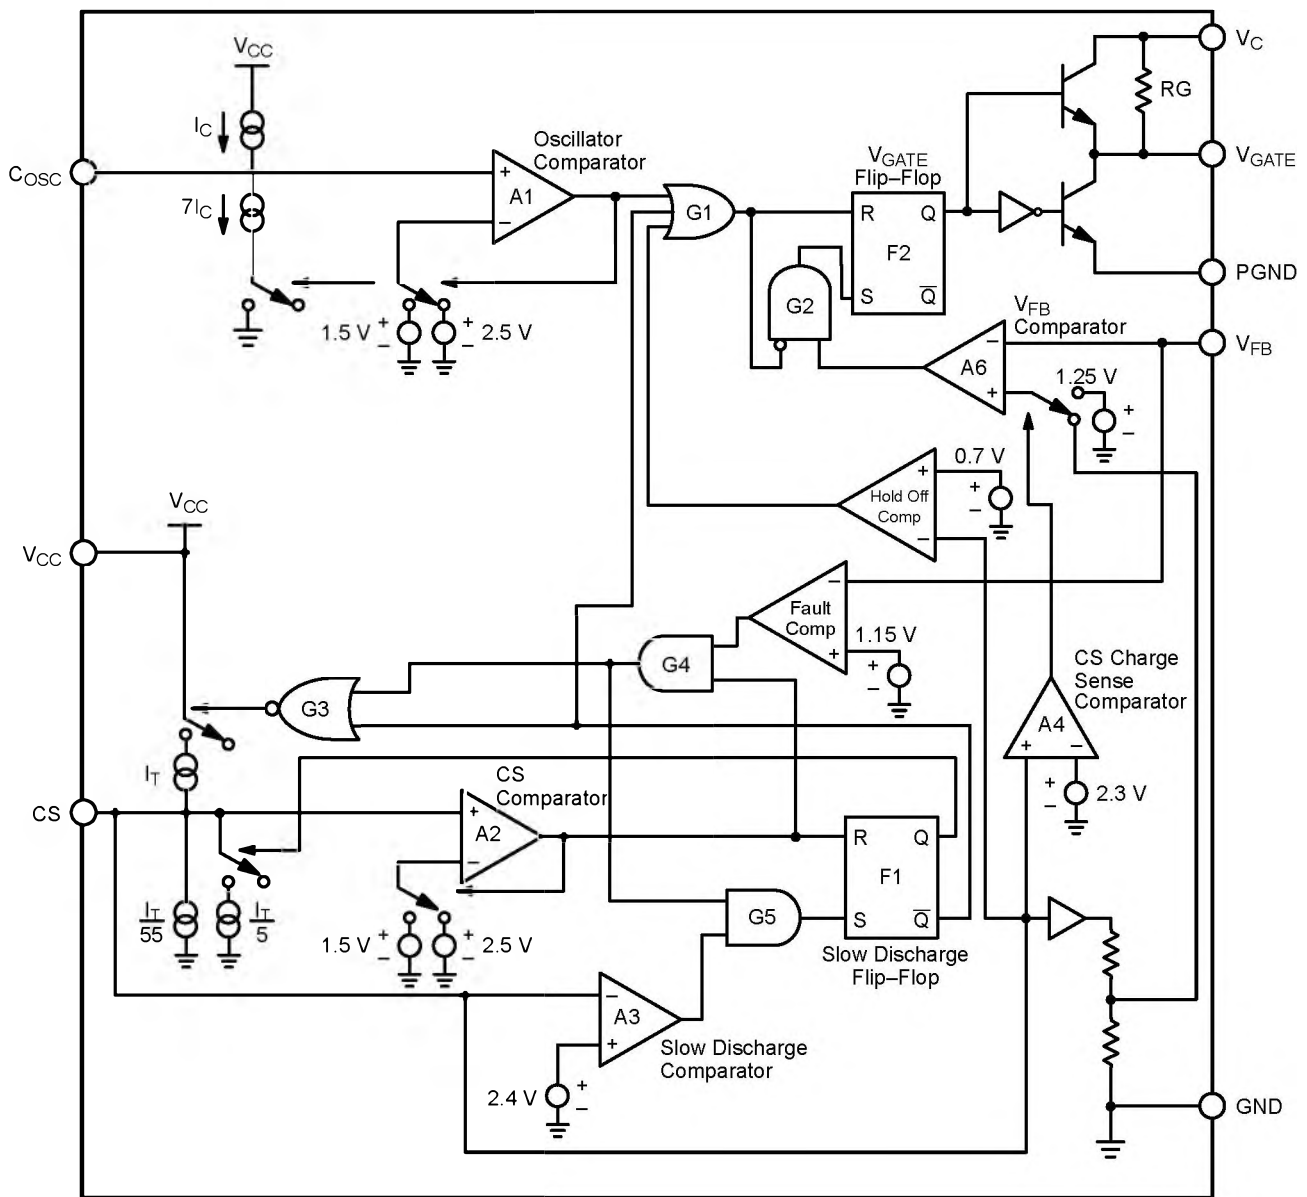 VCC
VC
IC
RG
Oscillator
Comparator
COSC
+
A1
−
VGATE
Flip–Flop
VGATE
7IC
G1
R
Q
F2
S
Q
PGND
G2
1.5 V
+
−
+
−
2.5 V
VFB
Comparator
−
A6
+
VFB
1.25 V
+
−
0.7 V
+
−
+
Hold Off
Comp
−
VCC
VCC
−
Fault
Comp
+
1.15 V
+
−
G4
CS Charge
Sense
Comparator
G3
A4
+
−
IT
CS
Comparator
+
−
2.3 V
CS
+
A2
−
R
Q
F1
S
Q
G5
Slow Discharge
Flip–Flop
IT
55
IT
5
1.5 V
+
−
+
−
2.5 V
−
A3
+
Slow Discharge
Comparator
2.4 V
+
−
GND